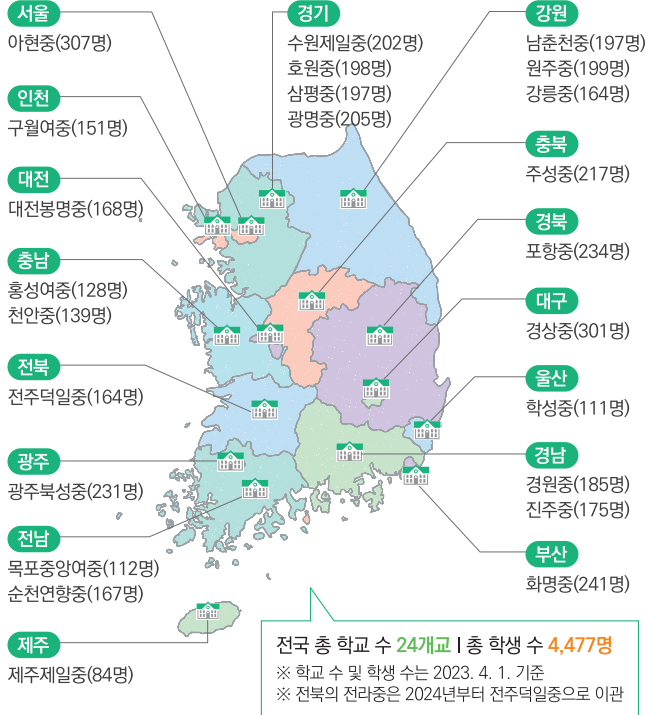 서울
아현중(307명)
인천
구월여중(151명)
대전
대전봉명중(168명)
충남
홍성여중(128명)
천안중(139명)
전북
전주덕일중(164명)
광주
광주북성중(231명)
전남
목포중앙여중(112명)
순천연향중(167명)
제주
제주제일중(84명)
경기
수원제일중(202명)
호원중(198명)
삼평중(197명)
광명중(205명)
강원
남춘천중(197명)
원주중(199명)
강릉중(164명)
충북
주성중(217명)
경북
포항중(234명)
대구
경상중(301명)
울산
학성중(111명)
경남
경원중(185명)
진주중(175명)
부산
화명중(241명)
전국 총 학교 수 24개교 | 총 학생 수 4,477명
※ 학교 수 및 학생 수는 2023. 4. 1. 기준
※ 전북의 전라중은 2024년부터 전주덕일중으로 이관